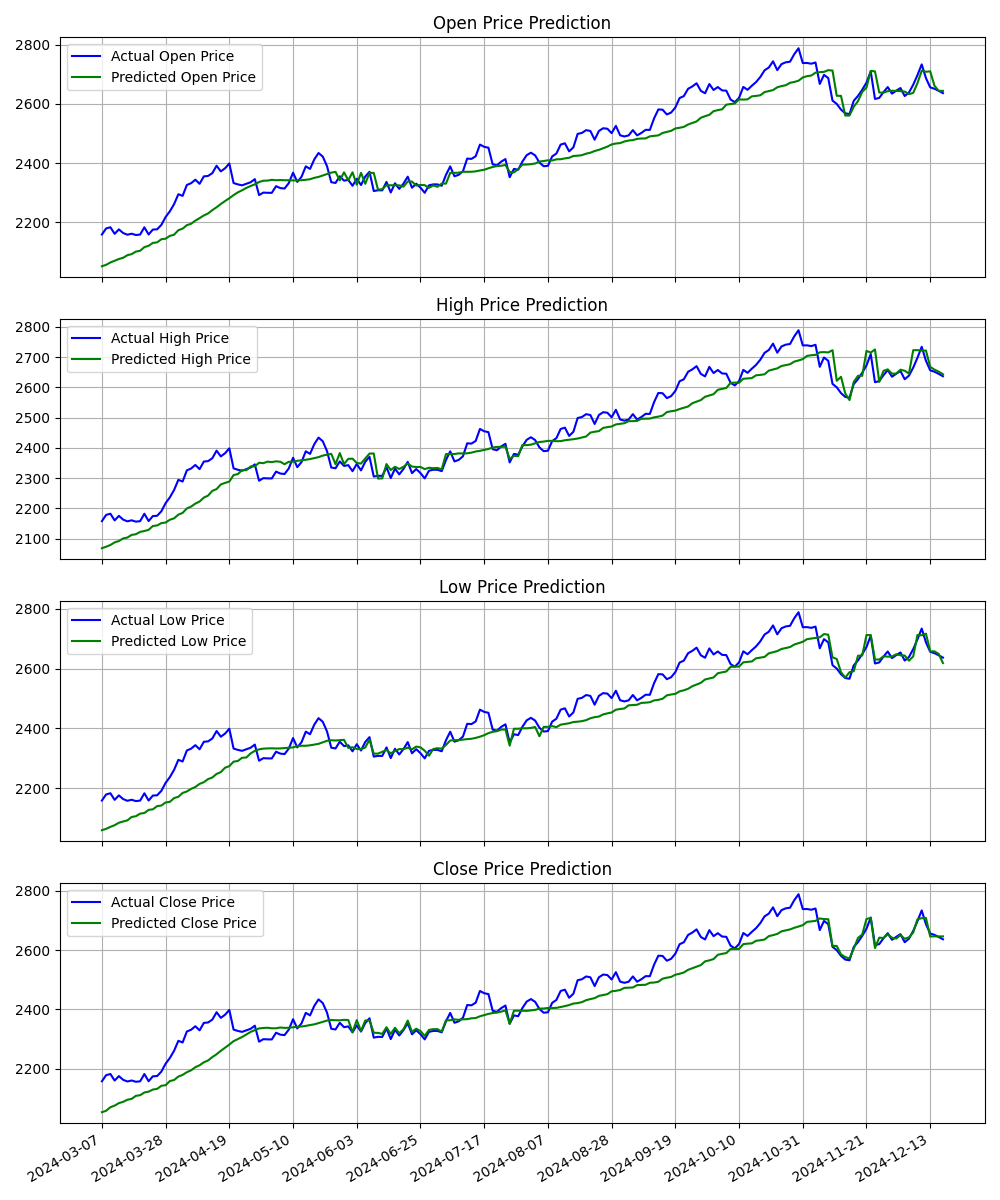 Open Price Prediction
2800
2600
2400
2200
Actual Open Price
Predicted Open Price
High Price Prediction
2800
2700
2600
2500
2400
2300
2200
2100
Actual High Price
Predicted High Price
Low Price Prediction
2800
2600
2400
2200
Actual Low Price
Predicted Low Price
Close Price Prediction
2800
2600
2400
2200
Actual Close Price
Predicted Close Price
2024-03-07
2024-03-28
2024-04-19
2024-05-10
2024-06-03
2024-06-25
2024-07-17
2024-08-07
2024-08-28
2024-09-19
2024-10-10
2024-10-31
2024-11-21
2024-12-13